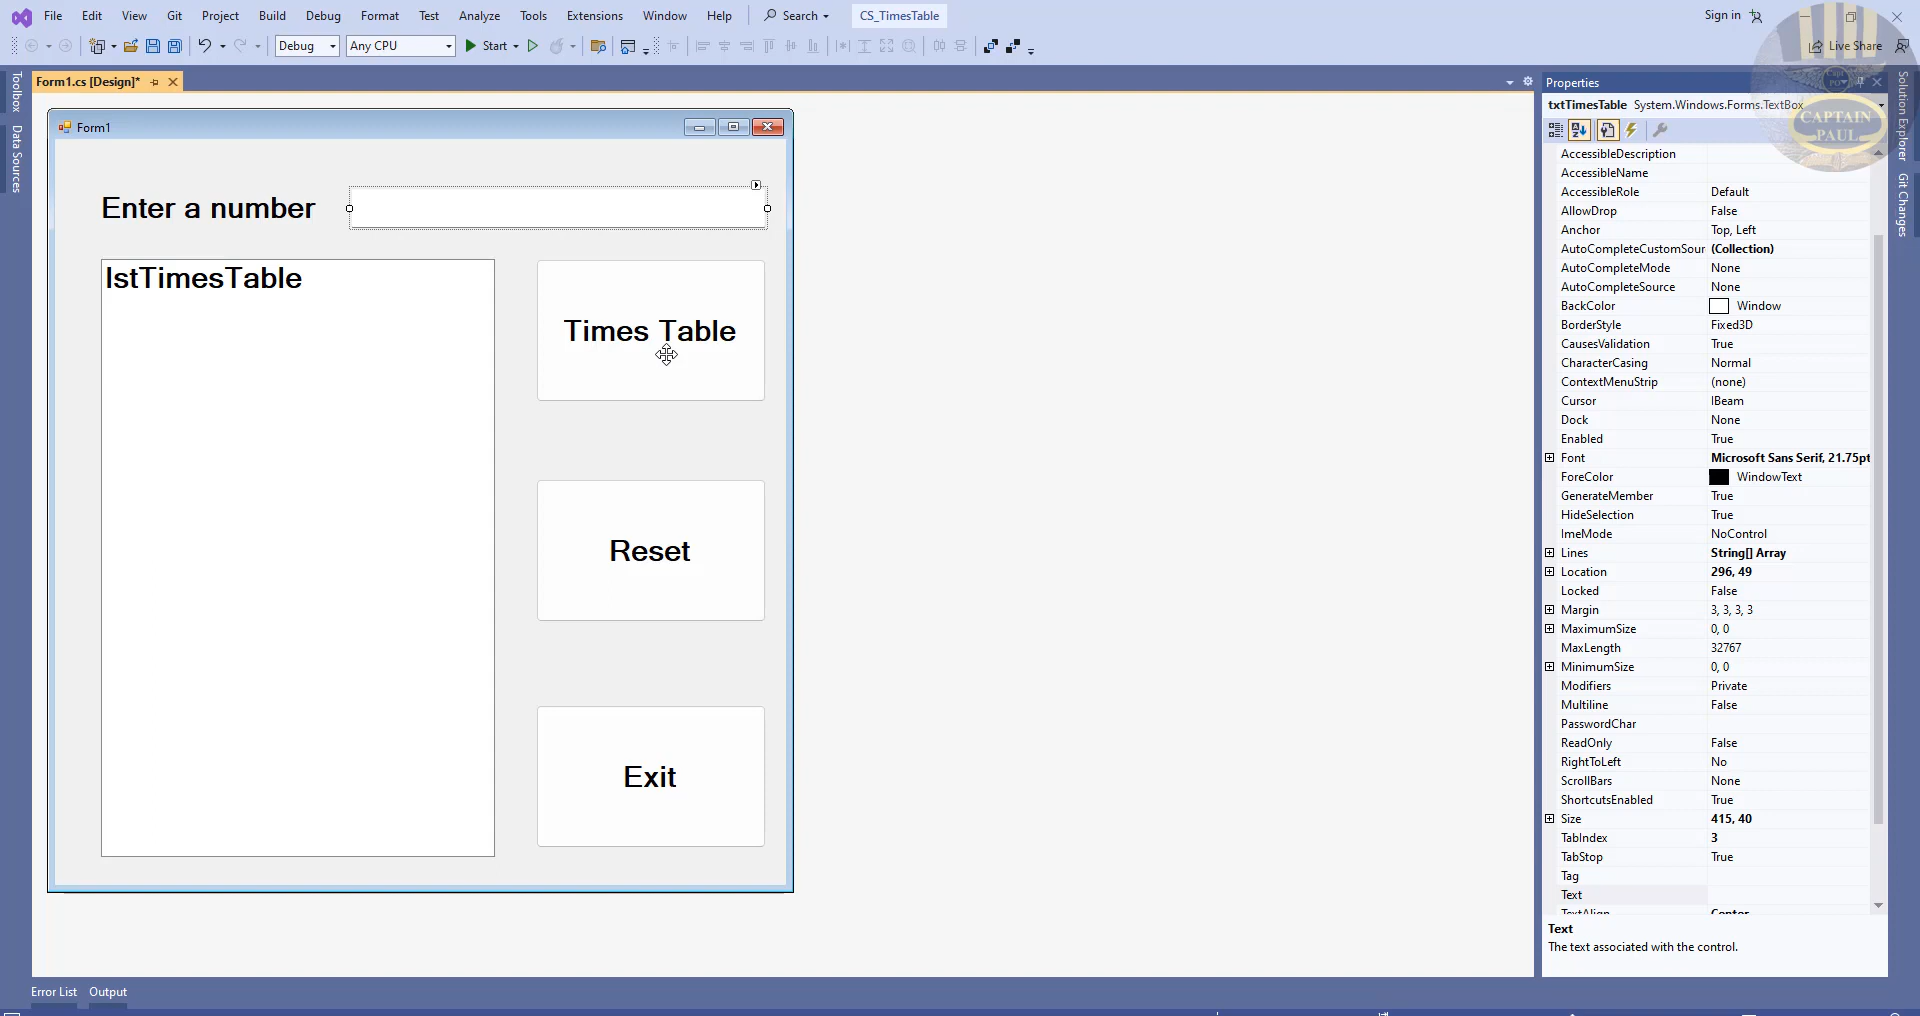 File Edit View Git Project Build Debug Format Test Analyze Tools Extensions Window Help Search CS_TimesTable Sign in
Debug Any CPU Start Live Share
Toolbox
Data Sources
Form1.cs [Design]*
Form1
Enter a number
lstTimesTable
Times Table
Reset
Exit
Properties
txtTimesTable System.Windows.Forms.TextBox
AccessibleDescription
AccessibleName
AccessibleRole Default
AllowDrop False
Anchor Top, Left
AutoCompleteCustomSour (Collection)
AutoCompleteMode None
AutoCompleteSource None
BackColor Window
BorderStyle Fixed3D
CausesValidation True
CharacterCasing Normal
ContextMenuStrip (none)
Cursor IBeam
Dock None
Enabled True
Font Microsoft Sans Serif, 21.75pt
ForeColor WindowText
GenerateMember True
HideSelection True
ImeMode NoControl
Lines String[] Array
Location 296, 49
Locked False
Margin 3, 3, 3, 3
MaximumSize 0, 0
MaxLength 32767
MinimumSize 0, 0
Modifiers Private
Multiline False
PasswordChar
ReadOnly False
RightToLeft No
ScrollBars None
ShortcutsEnabled True
Size 415, 40
TabIndex 3
TabStop True
Tag
Text
TextAlign Center
Text
The text associated with the control.
Solution Explorer
Git Changes
CAPTAIN
PAUL
Error List Output